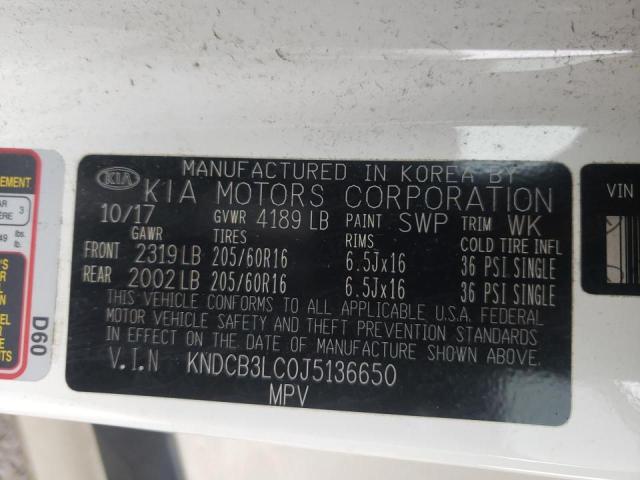 MANUFACTURED IN KOREA BY
KIA KIA MOTORS CORPORATION
10/17 GVWR 4189 LB PAINT SWP TRIM WK
GAWR TIRES RIMS COLD TIRE INFL
FRONT 2319 LB 205/60R16 6.5Jx16 36 PSI SINGLE
REAR 2002 LB 205/60R16 6.5Jx16 36 PSI SINGLE
THIS VEHICLE CONFORMS TO ALL APPLICABLE U.S.A. FEDERAL
MOTOR VEHICLE SAFETY AND THEFT PREVENTION STANDARDS
IN EFFECT ON THE DATE OF MANUFACTURE SHOWN ABOVE.
V.I.N KNDCB3LC0J5136650
MPV
D60
VIN